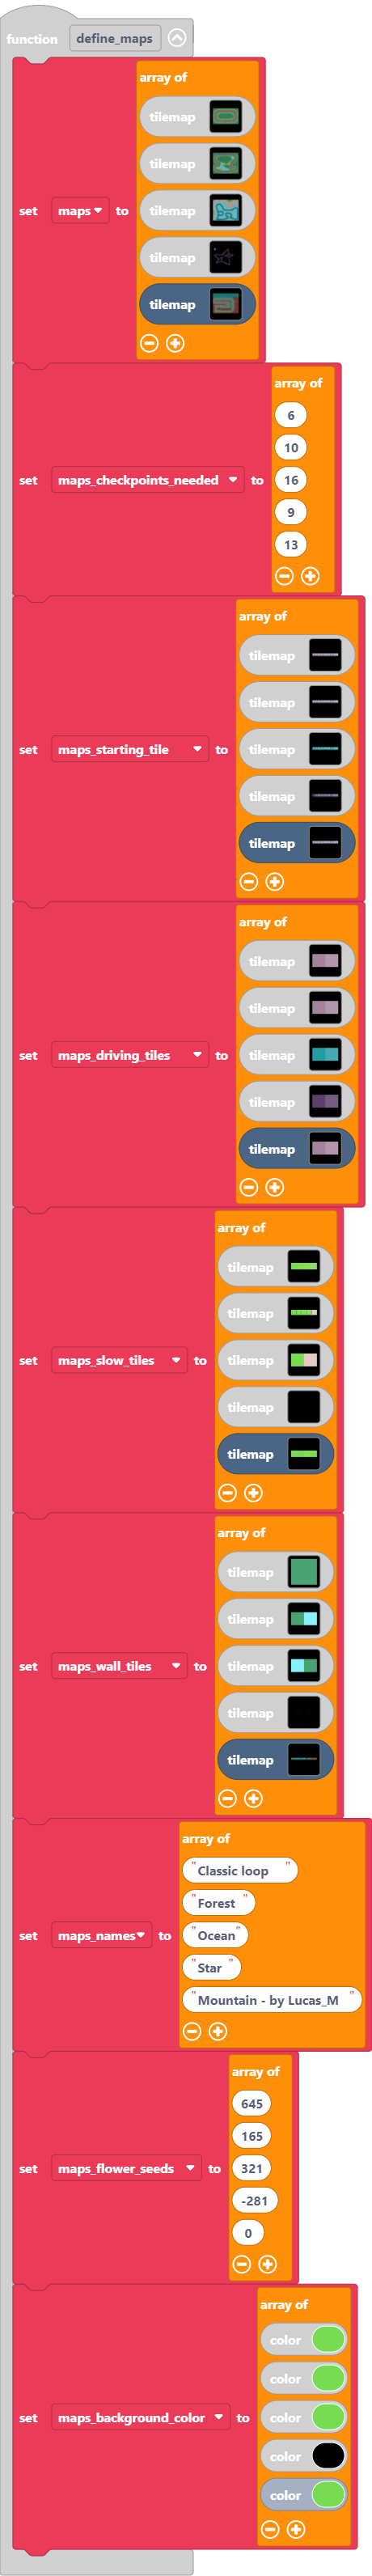 function define_maps
array of
tilemap
tilemap
tilemap
set maps to
tilemap
tilemap
array of
6
10
set maps_checkpoints_needed to
16
9
13
array of
tilemap
tilemap
set maps_starting_tile to
tilemap
tilemap
tilemap
array of
tilemap
tilemap
set maps_driving_tiles to
tilemap
tilemap
tilemap
array of
tilemap
tilemap
set maps_slow_tiles to
tilemap
tilemap
tilemap
array of
tilemap
tilemap
set maps_wall_tiles to
tilemap
tilemap
tilemap
array of
"Classic loop "
"Forest "
set maps_names to
"Ocean"
"Star "
"Mountain - by Lucas_M "
array of
645
165
set maps_flower_seeds to
321
-281
0
array of
color
color
set maps_background_color to
color
color
color